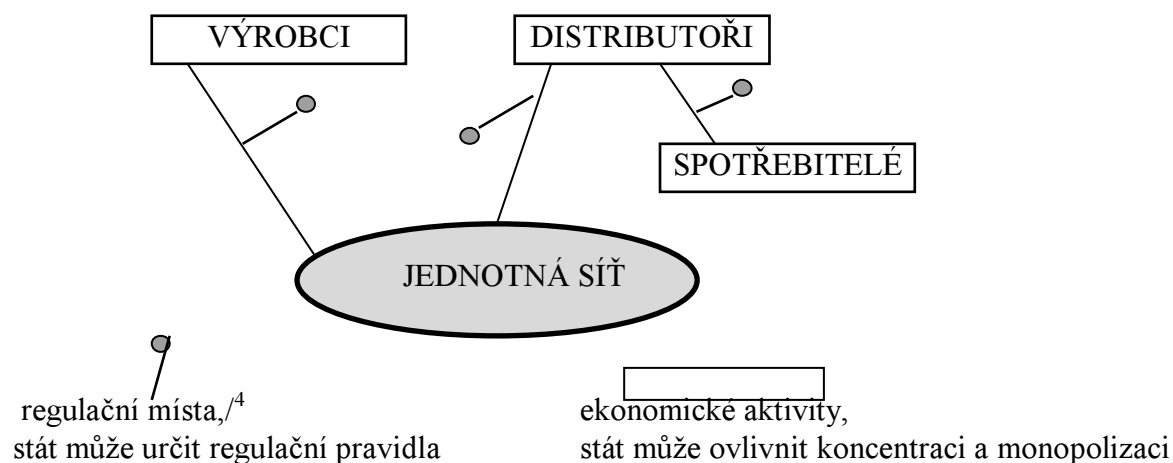 VÝROBCI
DISTRIBUTOŘI
SPOTŘEBITELÉ
JEDNOTNÁ SÍŤ
regulační místa,/⁴
stát může určit regulační pravidla
ekonomické aktivity,
stát může ovlivnit koncentraci a monopolizaci